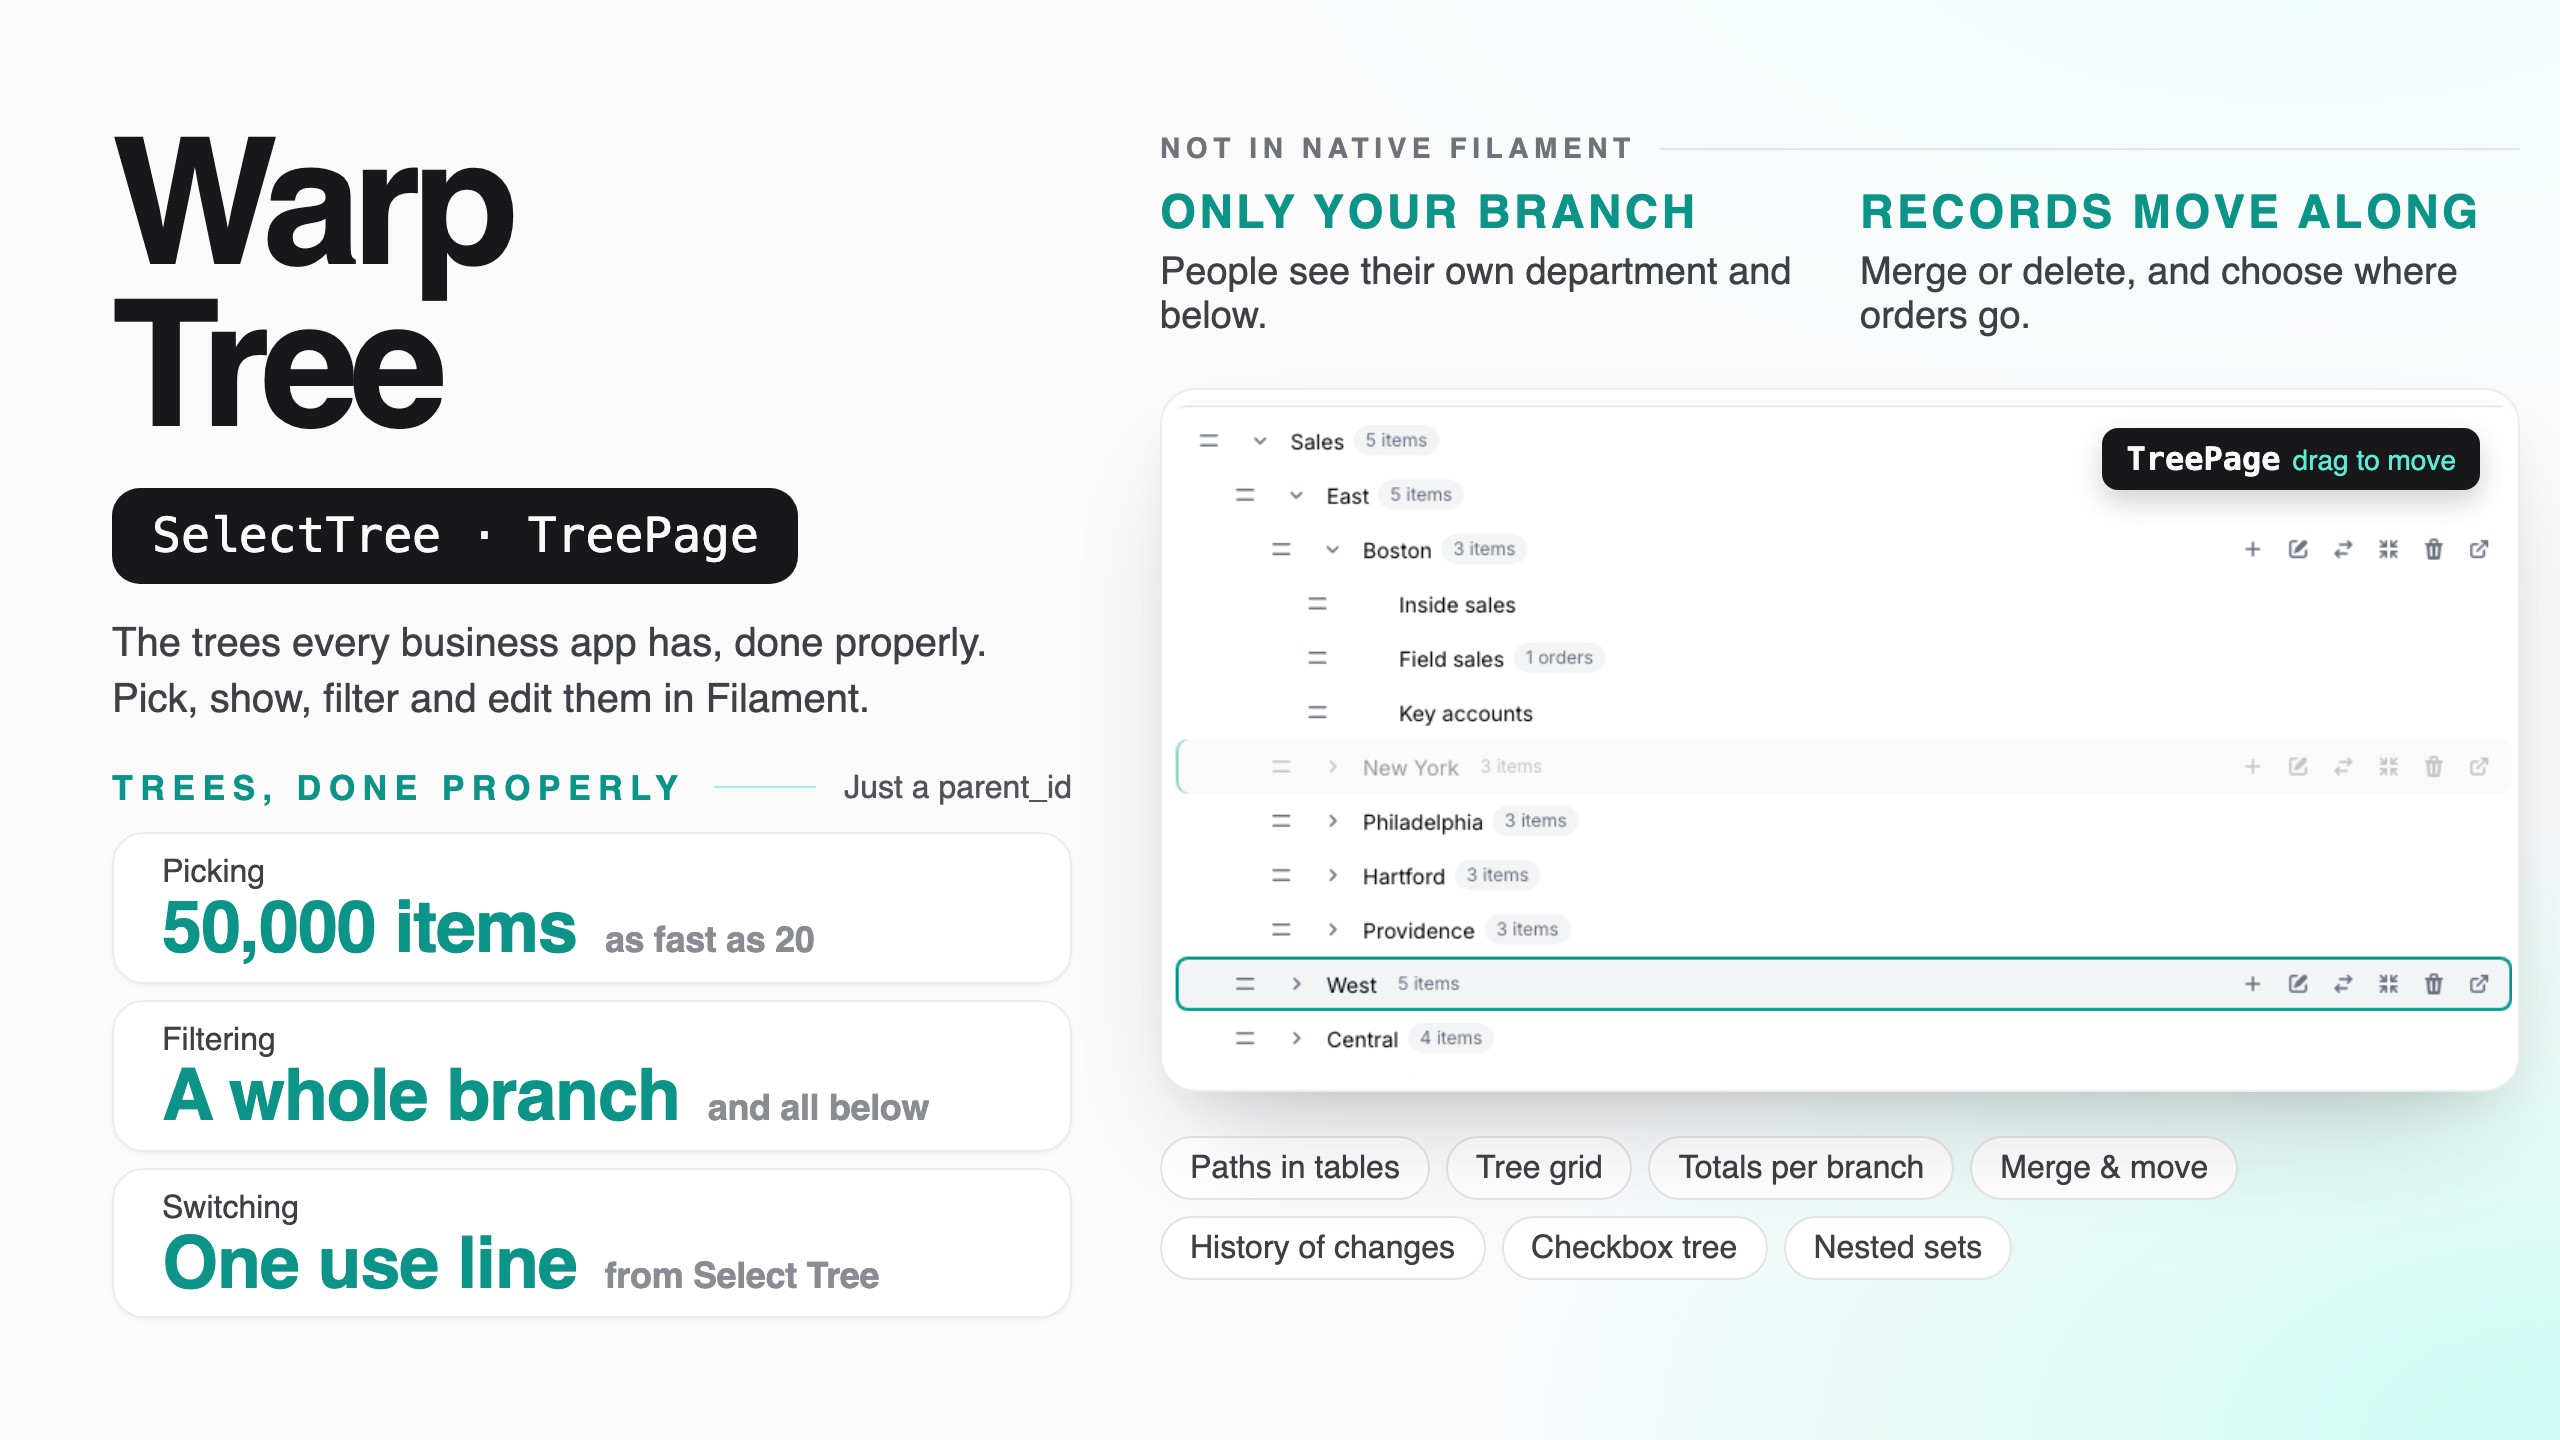 Warp
Tree
SelectTree · TreePage
The trees every business app has, done properly.
Pick, show, filter and edit them in Filament.
TREES, DONE PROPERLY
Just a parent_id
Picking
50,000 items as fast as 20
Filtering
A whole branch and all below
Switching
One use line from Select Tree
NOT IN NATIVE FILAMENT
ONLY YOUR BRANCH
People see their own department and
below.
RECORDS MOVE ALONG
Merge or delete, and choose where
orders go.
TreePage drag to move
Sales 5 items
East 5 items
Boston 3 items
Inside sales
Field sales 1 orders
Key accounts
New York 3 items
Philadelphia 3 items
Hartford 3 items
Providence 3 items
West 5 items
Central 4 items
Paths in tables
Tree grid
Totals per branch
Merge & move
History of changes
Checkbox tree
Nested sets